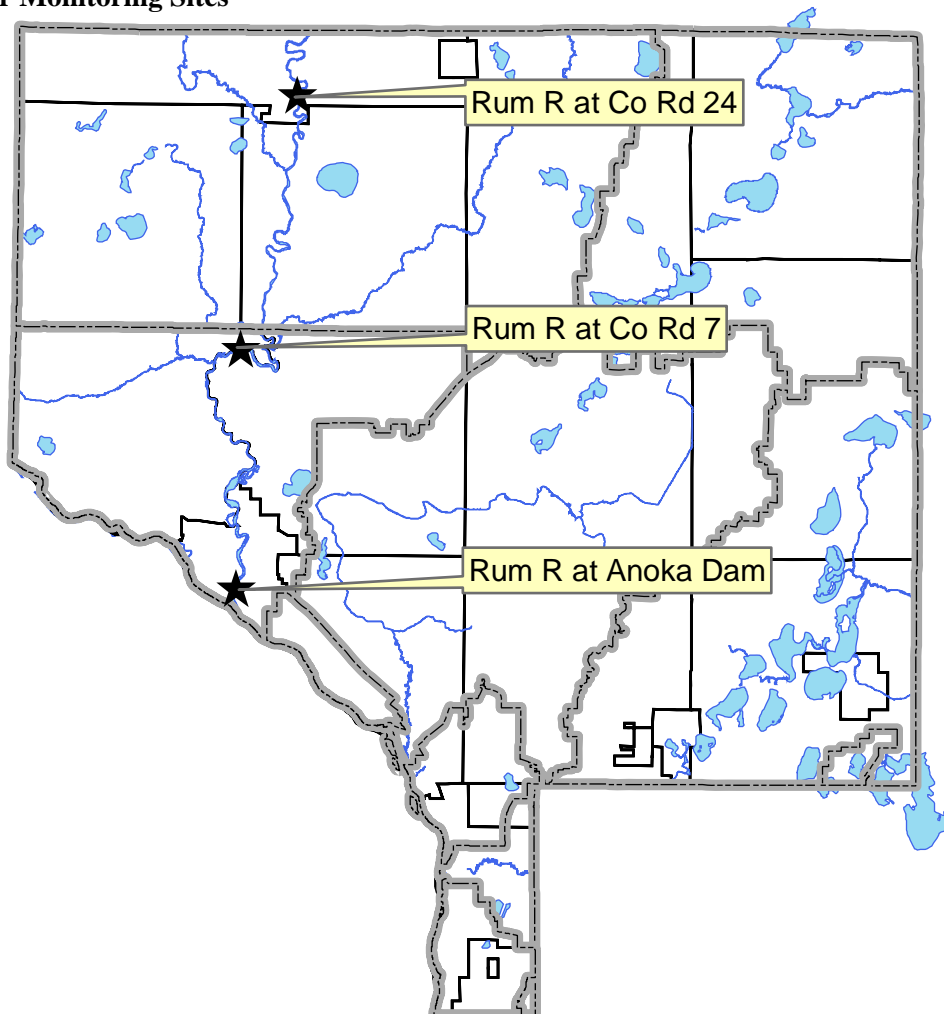 Monitoring Sites
Rum R at Co Rd 24
Rum R at Co Rd 7
Rum R at Anoka Dam